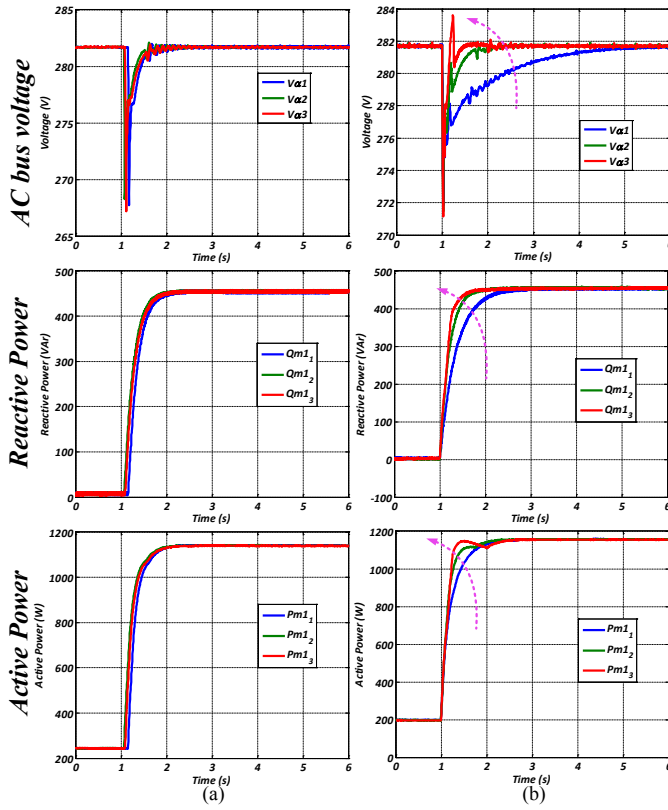 AC bus voltage
Voltage (V)
285
280
275
270
265
Vα1
Vα2
Vα3
0 1 2 3 4 5 6
Time (s)
Voltage (V)
284
282
280
278
276
274
272
270
Vα1
Vα2
Vα3
0 1 2 3 4 5 6
Time (s)
Reactive Power
Reactive Power (VAr)
500
400
300
200
100
0
Qm1₁
Qm1₂
Qm1₃
0 1 2 3 4 5 6
Time (s)
Reactive Power (VAr)
500
400
300
200
100
0
-100
Qm1₁
Qm1₂
Qm1₃
0 1 2 3 4 5 6
Time (s)
Active Power
Active Power (W)
1200
1000
800
600
400
200
Pm1₁
Pm1₂
Pm1₃
0 1 2 3 4 5 6
Time (s)
(a)
Active Power (W)
1200
1000
800
600
400
200
0
Pm1₁
Pm1₂
Pm1₃
0 1 2 3 4 5 6
Time (s)
(b)